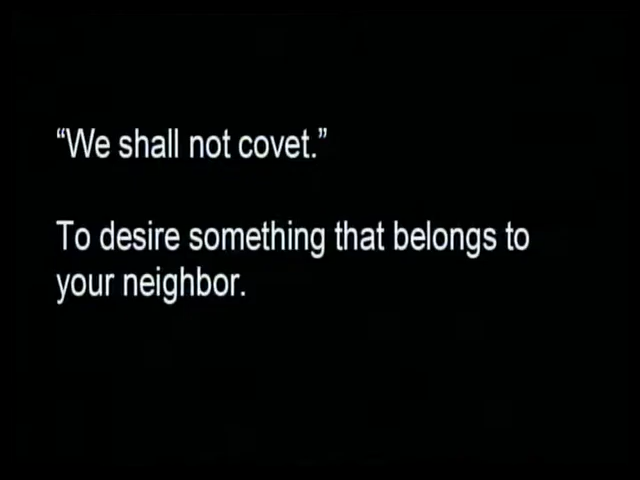 “We shall not covet.”
To desire something that belongs to
your neighbor.